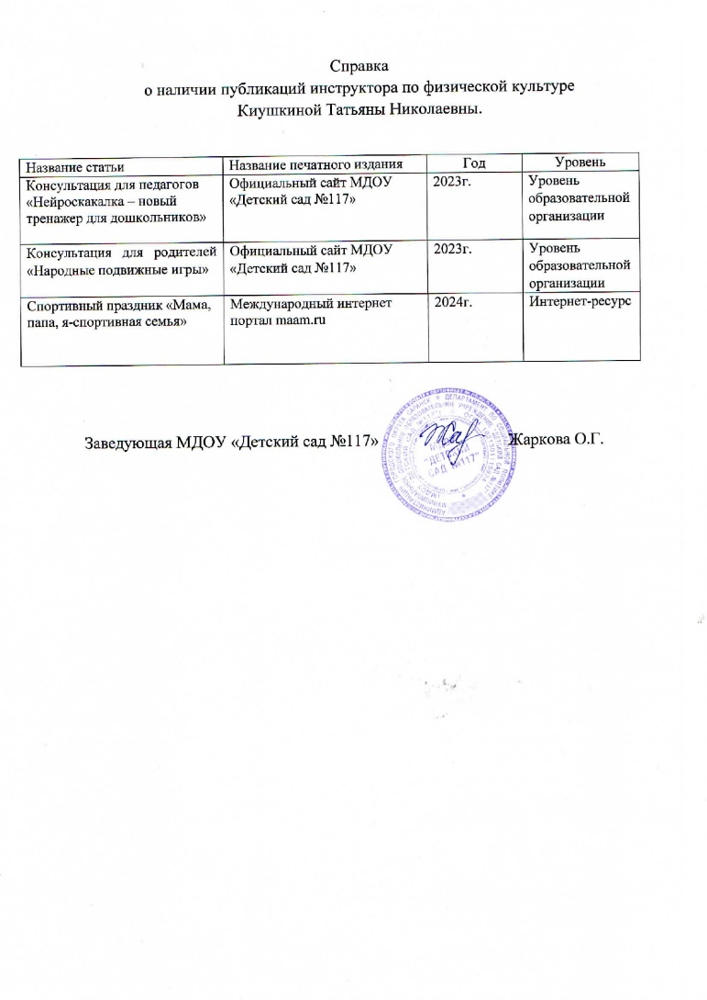 Справка
о наличии публикаций инструктора по физической культуре
Киушкиной Татьяны Николаевны.
Название статьи Название печатного издания Год Уровень
Консультация для педагогов «Нейроскакалка – новый тренажер для дошкольников» Официальный сайт МДОУ «Детский сад №117» 2023г. Уровень образовательной организации
Консультация для родителей «Народные подвижные игры» Официальный сайт МДОУ «Детский сад №117» 2023г. Уровень образовательной организации
Спортивный праздник «Мама, папа, я-спортивная семья» Международный интернет портал maam.ru 2024г. Интернет-ресурс
Заведующая МДОУ «Детский сад №117» Жаркова О.Г.
"ДЕТСКИЙ
САД №117"